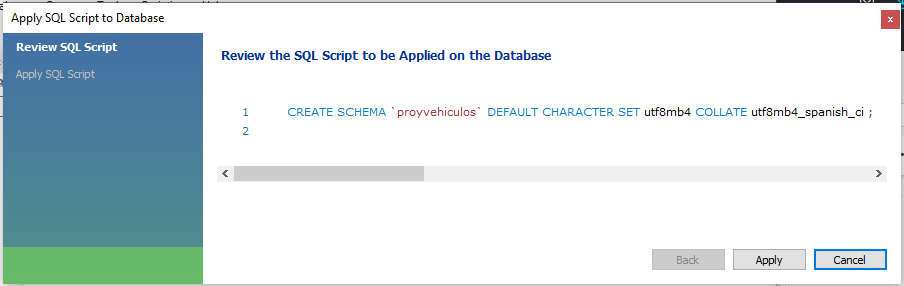 Apply SQL Script to Database
x
Review SQL Script
Apply SQL Script
Review the SQL Script to be Applied on the Database
1 CREATE SCHEMA `proyvehiculos` DEFAULT CHARACTER SET utf8mb4 COLLATE utf8mb4_spanish_ci ;
2
Back Apply Cancel